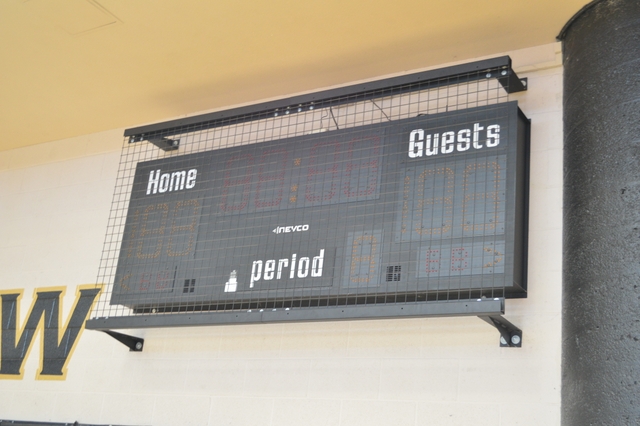 Home
Guests
NEVCO
period
W